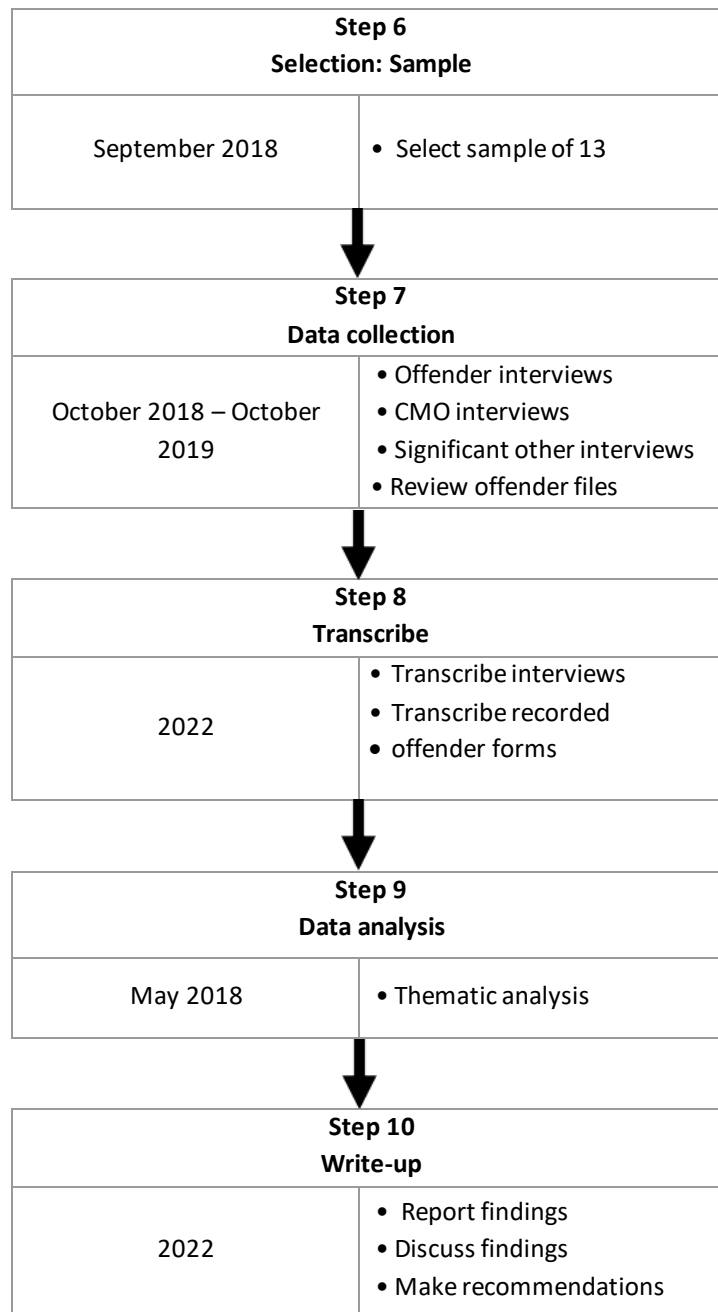 Step 6
Selection: Sample
September 2018
• Select sample of 13
Step 7
Data collection
October 2018 – October
2019
• Offender interviews
• CMO interviews
• Significant other interviews
• Review offender files
Step 8
Transcribe
2022
• Transcribe interviews
• Transcribe recorded
• offender forms
Step 9
Data analysis
May 2018
• Thematic analysis
Step 10
Write-up
2022
• Report findings
• Discuss findings
• Make recommendations